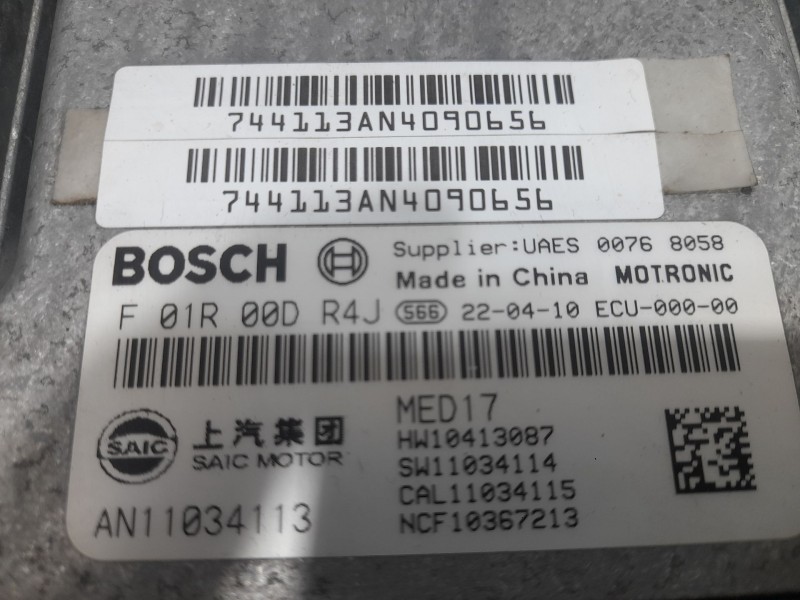 744113AN4090656
744113AN4090656
BOSCH Supplier:UAES 0076 8058
Made in China MOTRONIC
F 01R 00D R4J 566 22-04-10 ECU-000-00
MED17
SAIC 上汽集团 HW10413087
SAIC MOTOR SW11034114
CAL11034115
AN11034113 NCF10367213